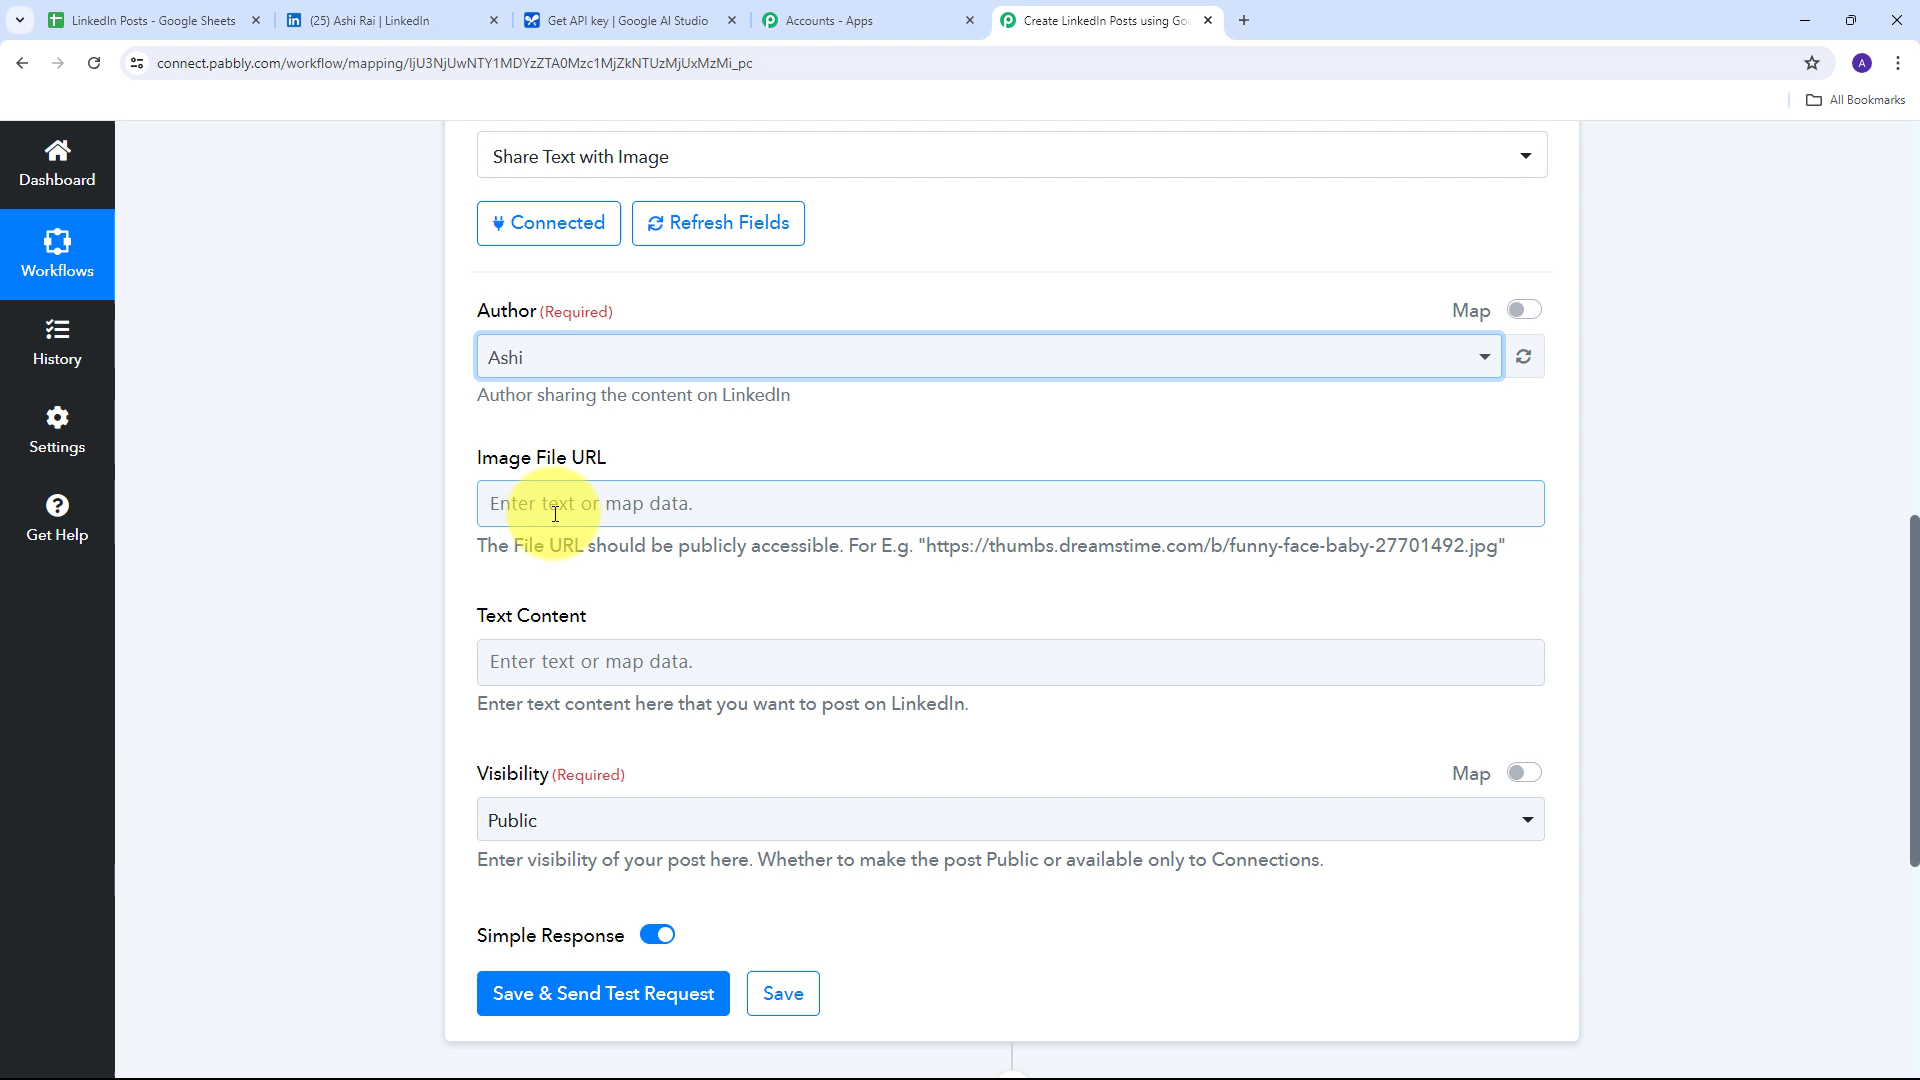 LinkedIn Posts - Google Sheets
(25) Ashi Rai | LinkedIn
Get API key | Google AI Studio
Accounts - Apps
Create LinkedIn Posts using Go
connect.pabbly.com/workflow/mapping/IjU3NjUwNTY1MDYzZTA0Mzc1MjZkNTUzMjUxMzMi_pc
A
All Bookmarks
Dashboard
Workflows
History
Settings
Get Help
Share Text with Image
Connected
Refresh Fields
Author (Required)
Map
Ashi
Author sharing the content on LinkedIn
Image File URL
Enter text or map data.
The File URL should be publicly accessible. For E.g. "https://thumbs.dreamstime.com/b/funny-face-baby-27701492.jpg"
Text Content
Enter text or map data.
Enter text content here that you want to post on LinkedIn.
Visibility (Required)
Map
Public
Enter visibility of your post here. Whether to make the post Public or available only to Connections.
Simple Response
Save & Send Test Request
Save